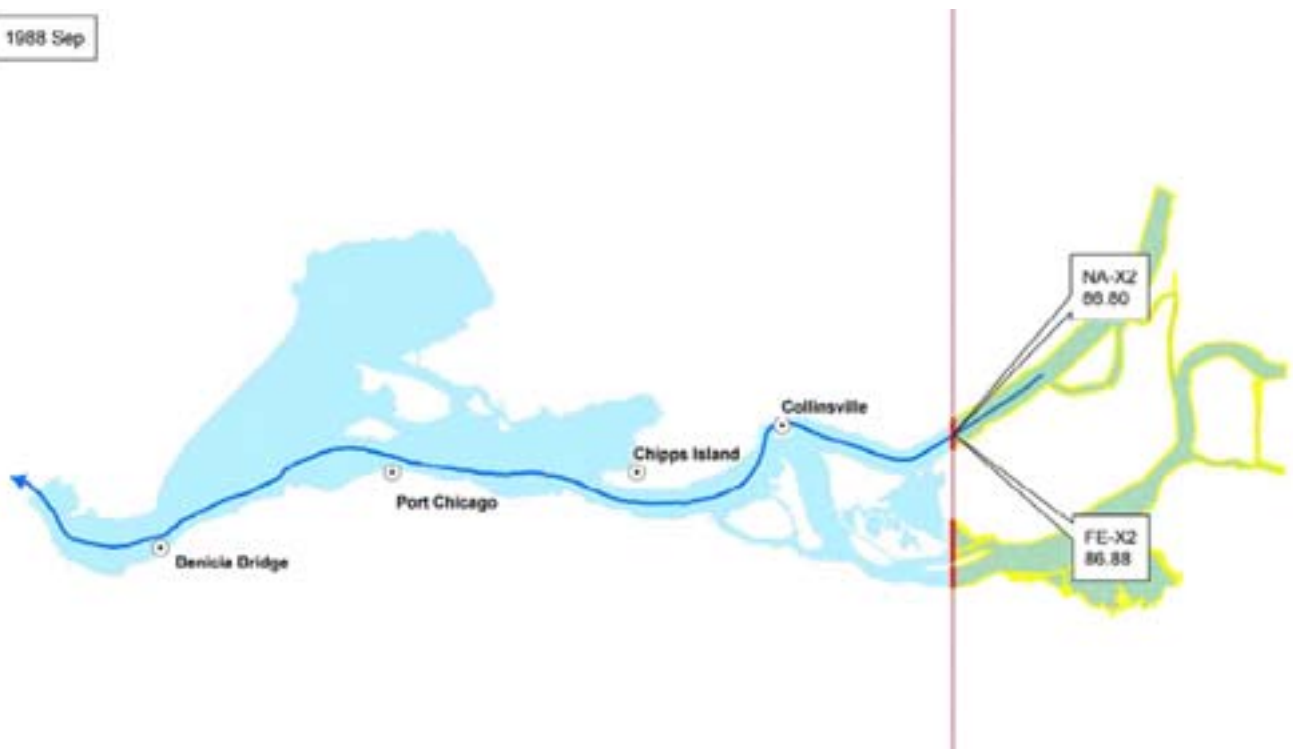 1988 Sep
NA-X2
86.80
Collinsville
Chipps Island
Port Chicago
FE-X2
86.88
Benicia Bridge